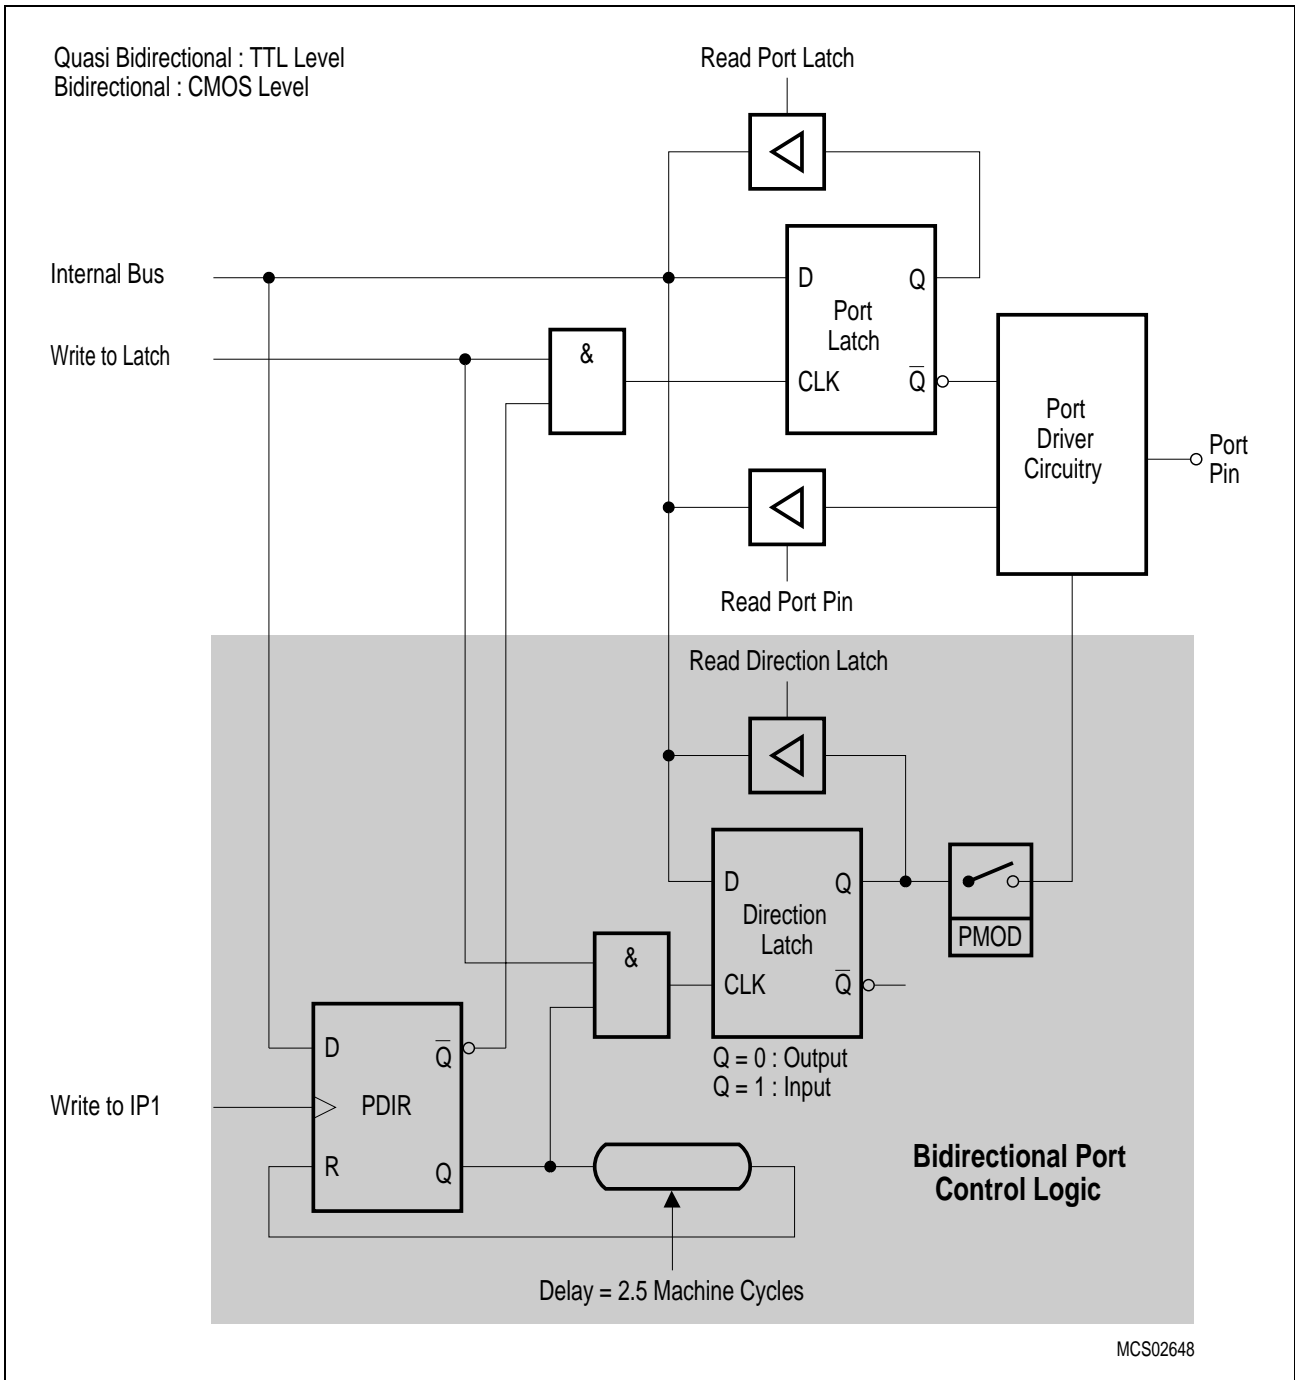 Quasi Bidirectional : TTL Level
Bidirectional : CMOS Level
Read Port Latch
Internal Bus
D
Q
Port
Latch
Write to Latch
&
CLK
Q̅
Port
Driver
Circuitry
Port
Pin
Read Port Pin
Read Direction Latch
D
Q
Direction
Latch
PMOD
&
CLK
Q̅
Q = 0 : Output
Q = 1 : Input
D
Q̅
Write to IP1
PDIR
R
Q
Bidirectional Port
Control Logic
Delay = 2.5 Machine Cycles
MCS02648